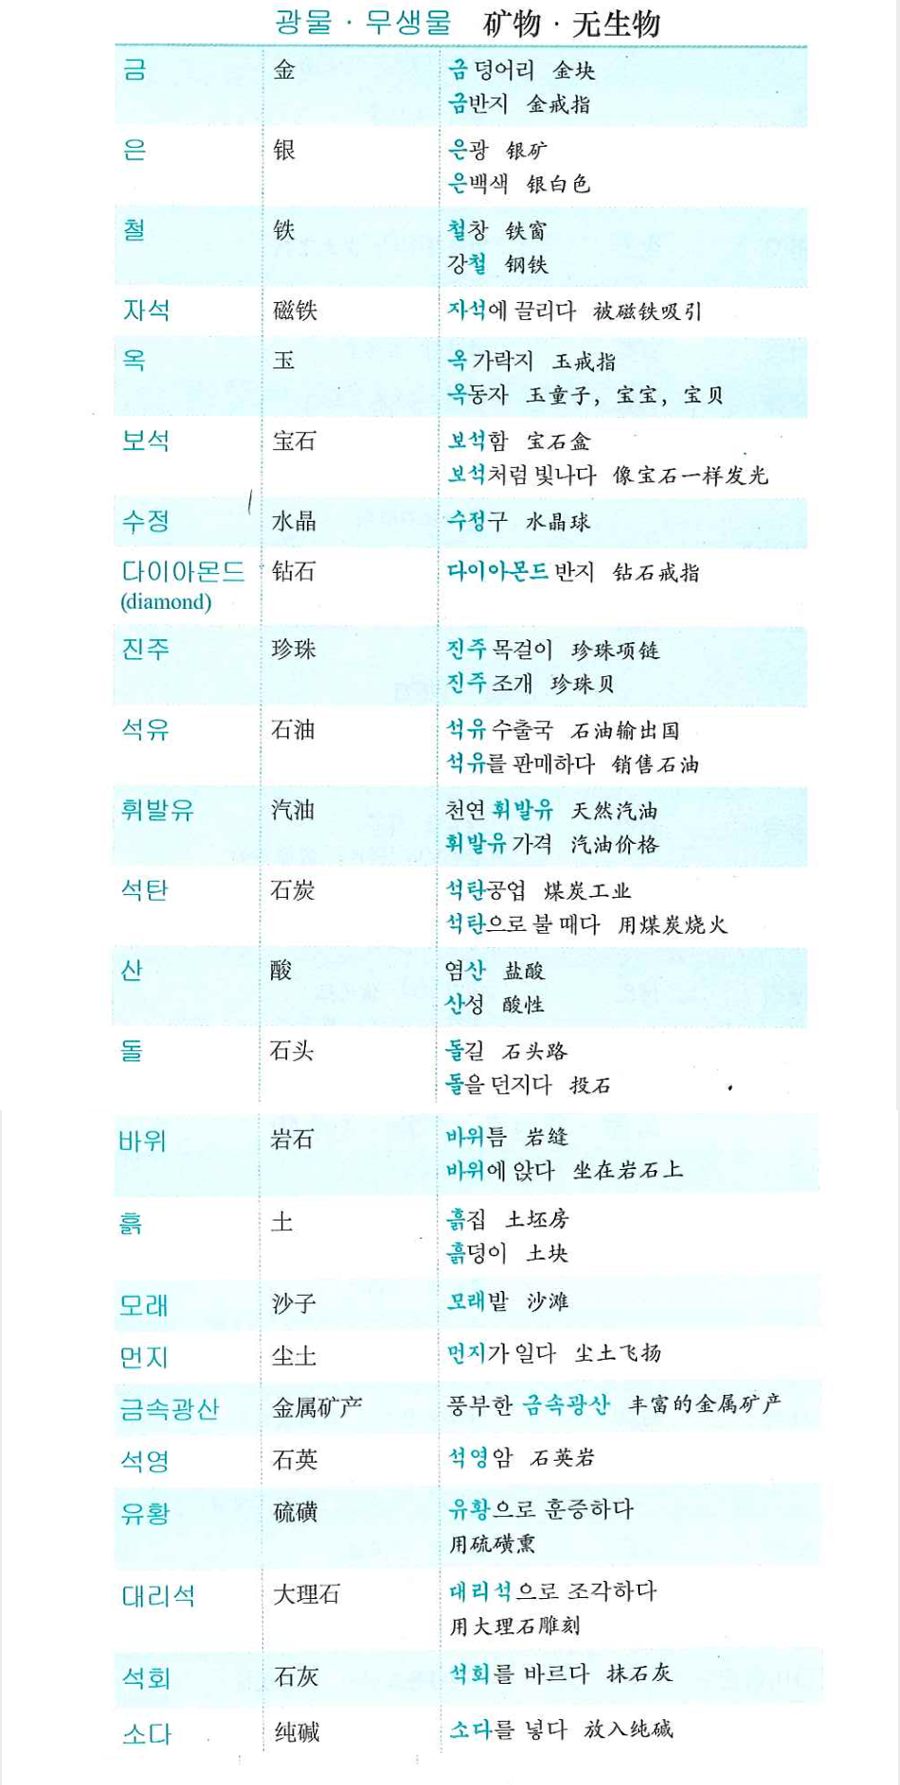 광물·무생물 矿物·无生物
금 金 금 덩어리 金块
금반지 金戒指
은 银 은광 银矿
은백색 银白色
철 铁 철창 铁窗
강철 钢铁
자석 磁铁 자석에 끌리다 被磁铁吸引
옥 玉 옥 가락지 玉戒指
옥동자 玉童子，宝宝，宝贝
보석 宝石 보석함 宝石盒
보석처럼 빛나다 像宝石一样发光
수정 水晶 수정구 水晶球
다이아몬드 钻石 다이아몬드 반지 钻石戒指
(diamond)
진주 珍珠 진주 목걸이 珍珠项链
진주 조개 珍珠贝
석유 石油 석유 수출국 石油输出国
석유를 판매하다 销售石油
휘발유 汽油 천연 휘발유 天然汽油
휘발유 가격 汽油价格
석탄 石炭 석탄공업 煤炭工业
석탄으로 불 때다 用煤炭烧火
산 酸 염산 盐酸
산성 酸性
돌 石头 돌길 石头路
돌을 던지다 投石
바위 岩石 바위틈 岩缝
바위에 앉다 坐在岩石上
흙 土 흙집 土坯房
흙덩이 土块
모래 沙子 모래밭 沙滩
먼지 尘土 먼지가 일다 尘土飞扬
금속광산 金属矿产 풍부한 금속광산 丰富的金属矿产
석영 石英 석영암 石英岩
유황 硫磺 유황으로 훈증하다
用硫磺熏
대리석 大理石 대리석으로 조각하다
用大理石雕刻
석회 石灰 석회를 바르다 抹石灰
소다 纯碱 소다를 넣다 放入纯碱